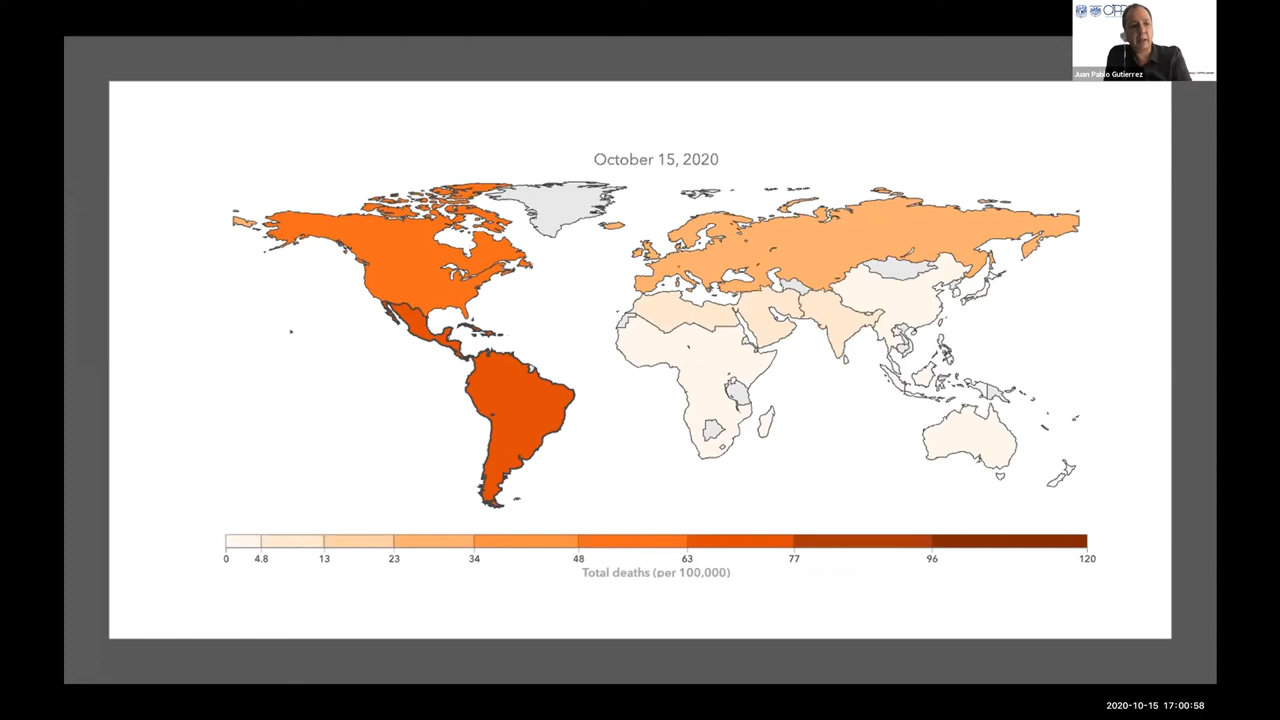 CIPPS
Juan Pablo Gutierrez
October 15, 2020
0 4.8 13 23 34 48 63 77 96 120
Total deaths (per 100,000)
2020-10-15 17:00:58